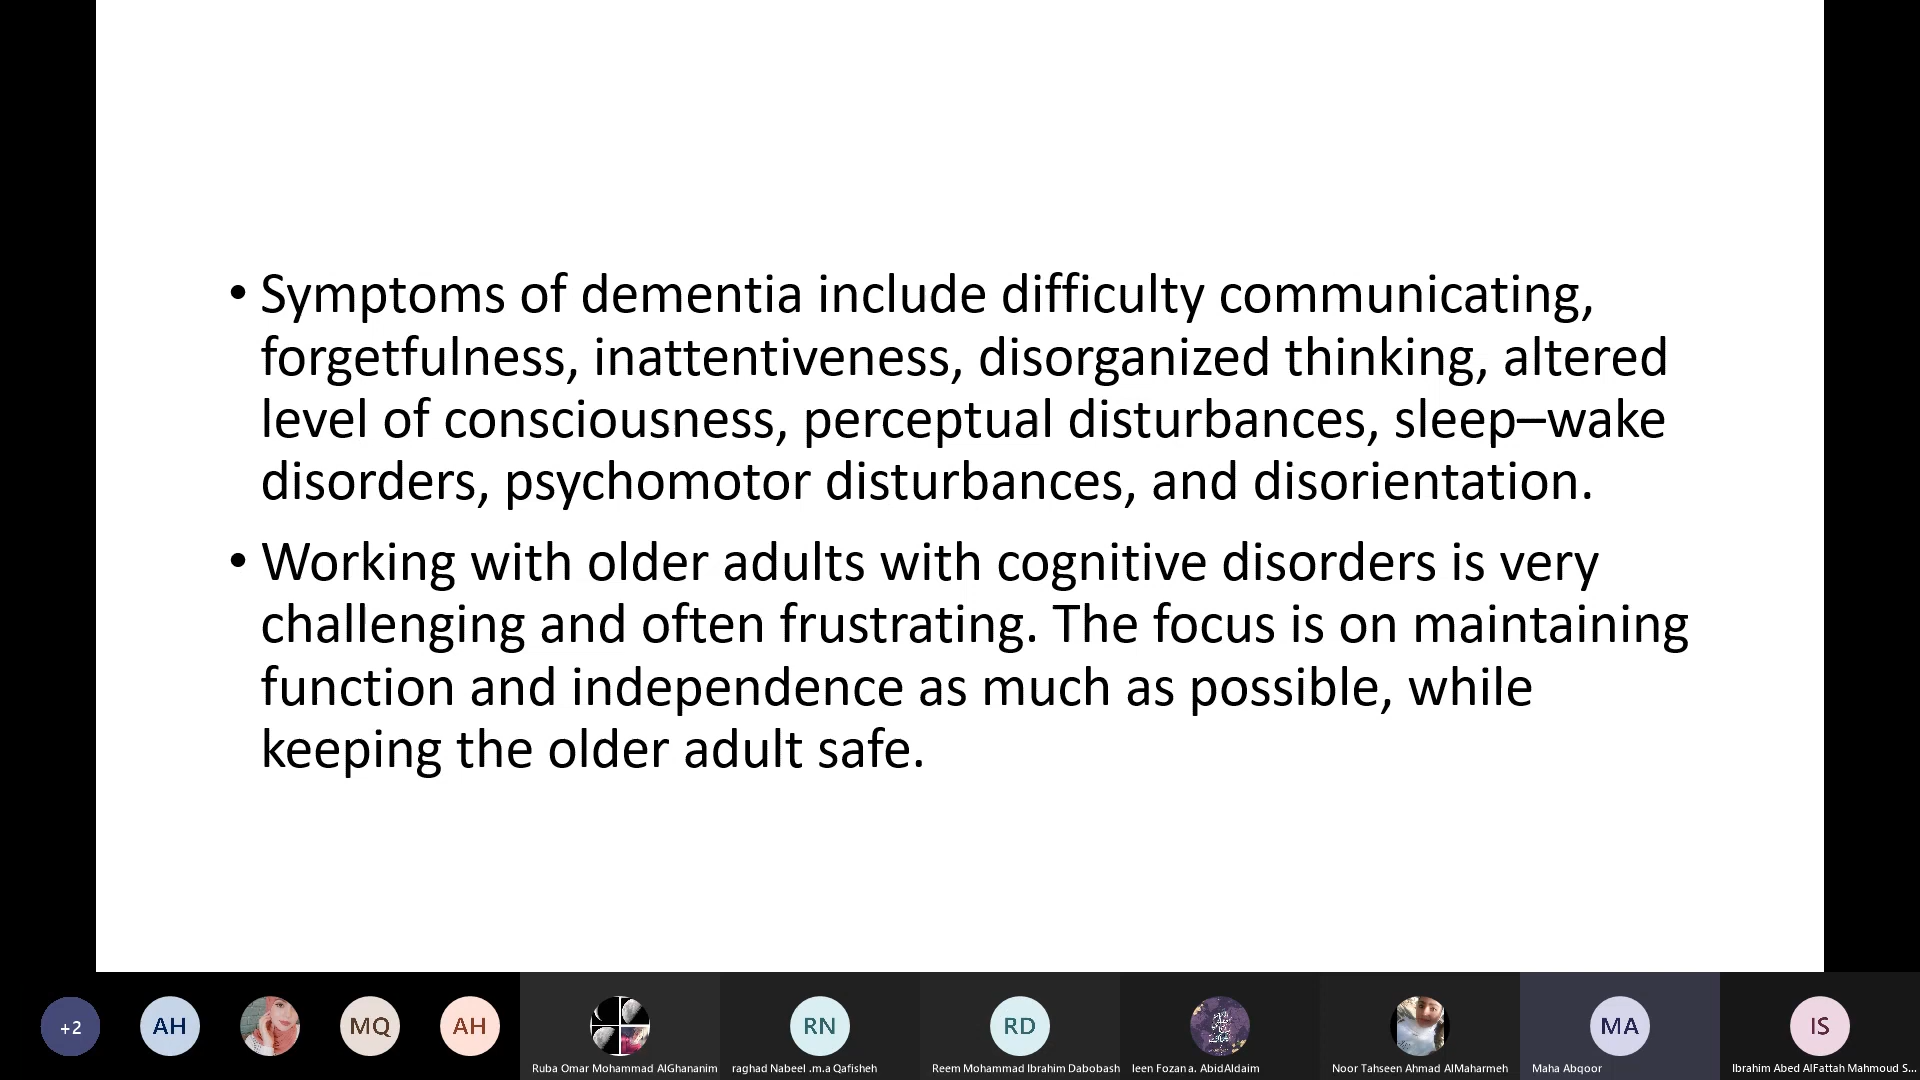 • Symptoms of dementia include difficulty communicating,
forgetfulness, inattentiveness, disorganized thinking, altered
level of consciousness, perceptual disturbances, sleep–wake
disorders, psychomotor disturbances, and disorientation.
• Working with older adults with cognitive disorders is very
challenging and often frustrating. The focus is on maintaining
function and independence as much as possible, while
keeping the older adult safe.
+2
AH
MQ
AH
RN
RD
MA
IS
Ruba Omar Mohammad AlGhananim
raghad Nabeel .m.a Qafisheh
Reem Mohammad Ibrahim Dabobash
leen Fozan a. AbidAldaim
Noor Tahseen Ahmad AlMaharmeh
Maha Abqoor
Ibrahim Abed AlFattah Mahmoud S...